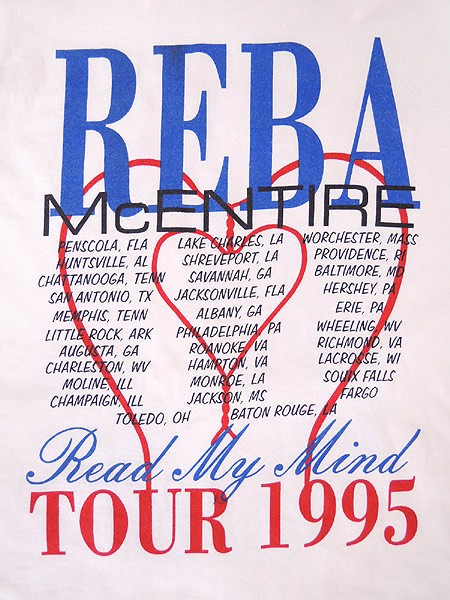 REBA
McENTIRE
PENSCOLA, FLA
HUNTSVILLE, AL
CHATTANOOGA, TENN
SAN ANTONIO, TX
MEMPHIS, TENN
LITTLE ROCK, ARK
AUGUSTA, GA
CHARLESTON, WV
MOLINE, ILL
CHAMPAIGN, ILL
LAKE CHARLES, LA
SHREVEPORT, LA
SAVANNAH, GA
JACKSONVILLE, FLA
ALBANY, GA
PHILADELPHIA, PA
ROANOKE, VA
HAMPTON, VA
MONROE, LA
JACKSON, MS
WORCHESTER, MASS
PROVIDENCE, RI
BALTIMORE, MD
HERSHEY, PA
ERIE, PA
WHEELING, WV
RICHMOND, VA
LACROSSE, WI
SOUIX FALLS
FARGO
TOLEDO, OH
BATON ROUGE, LA
Read My Mind
TOUR 1995